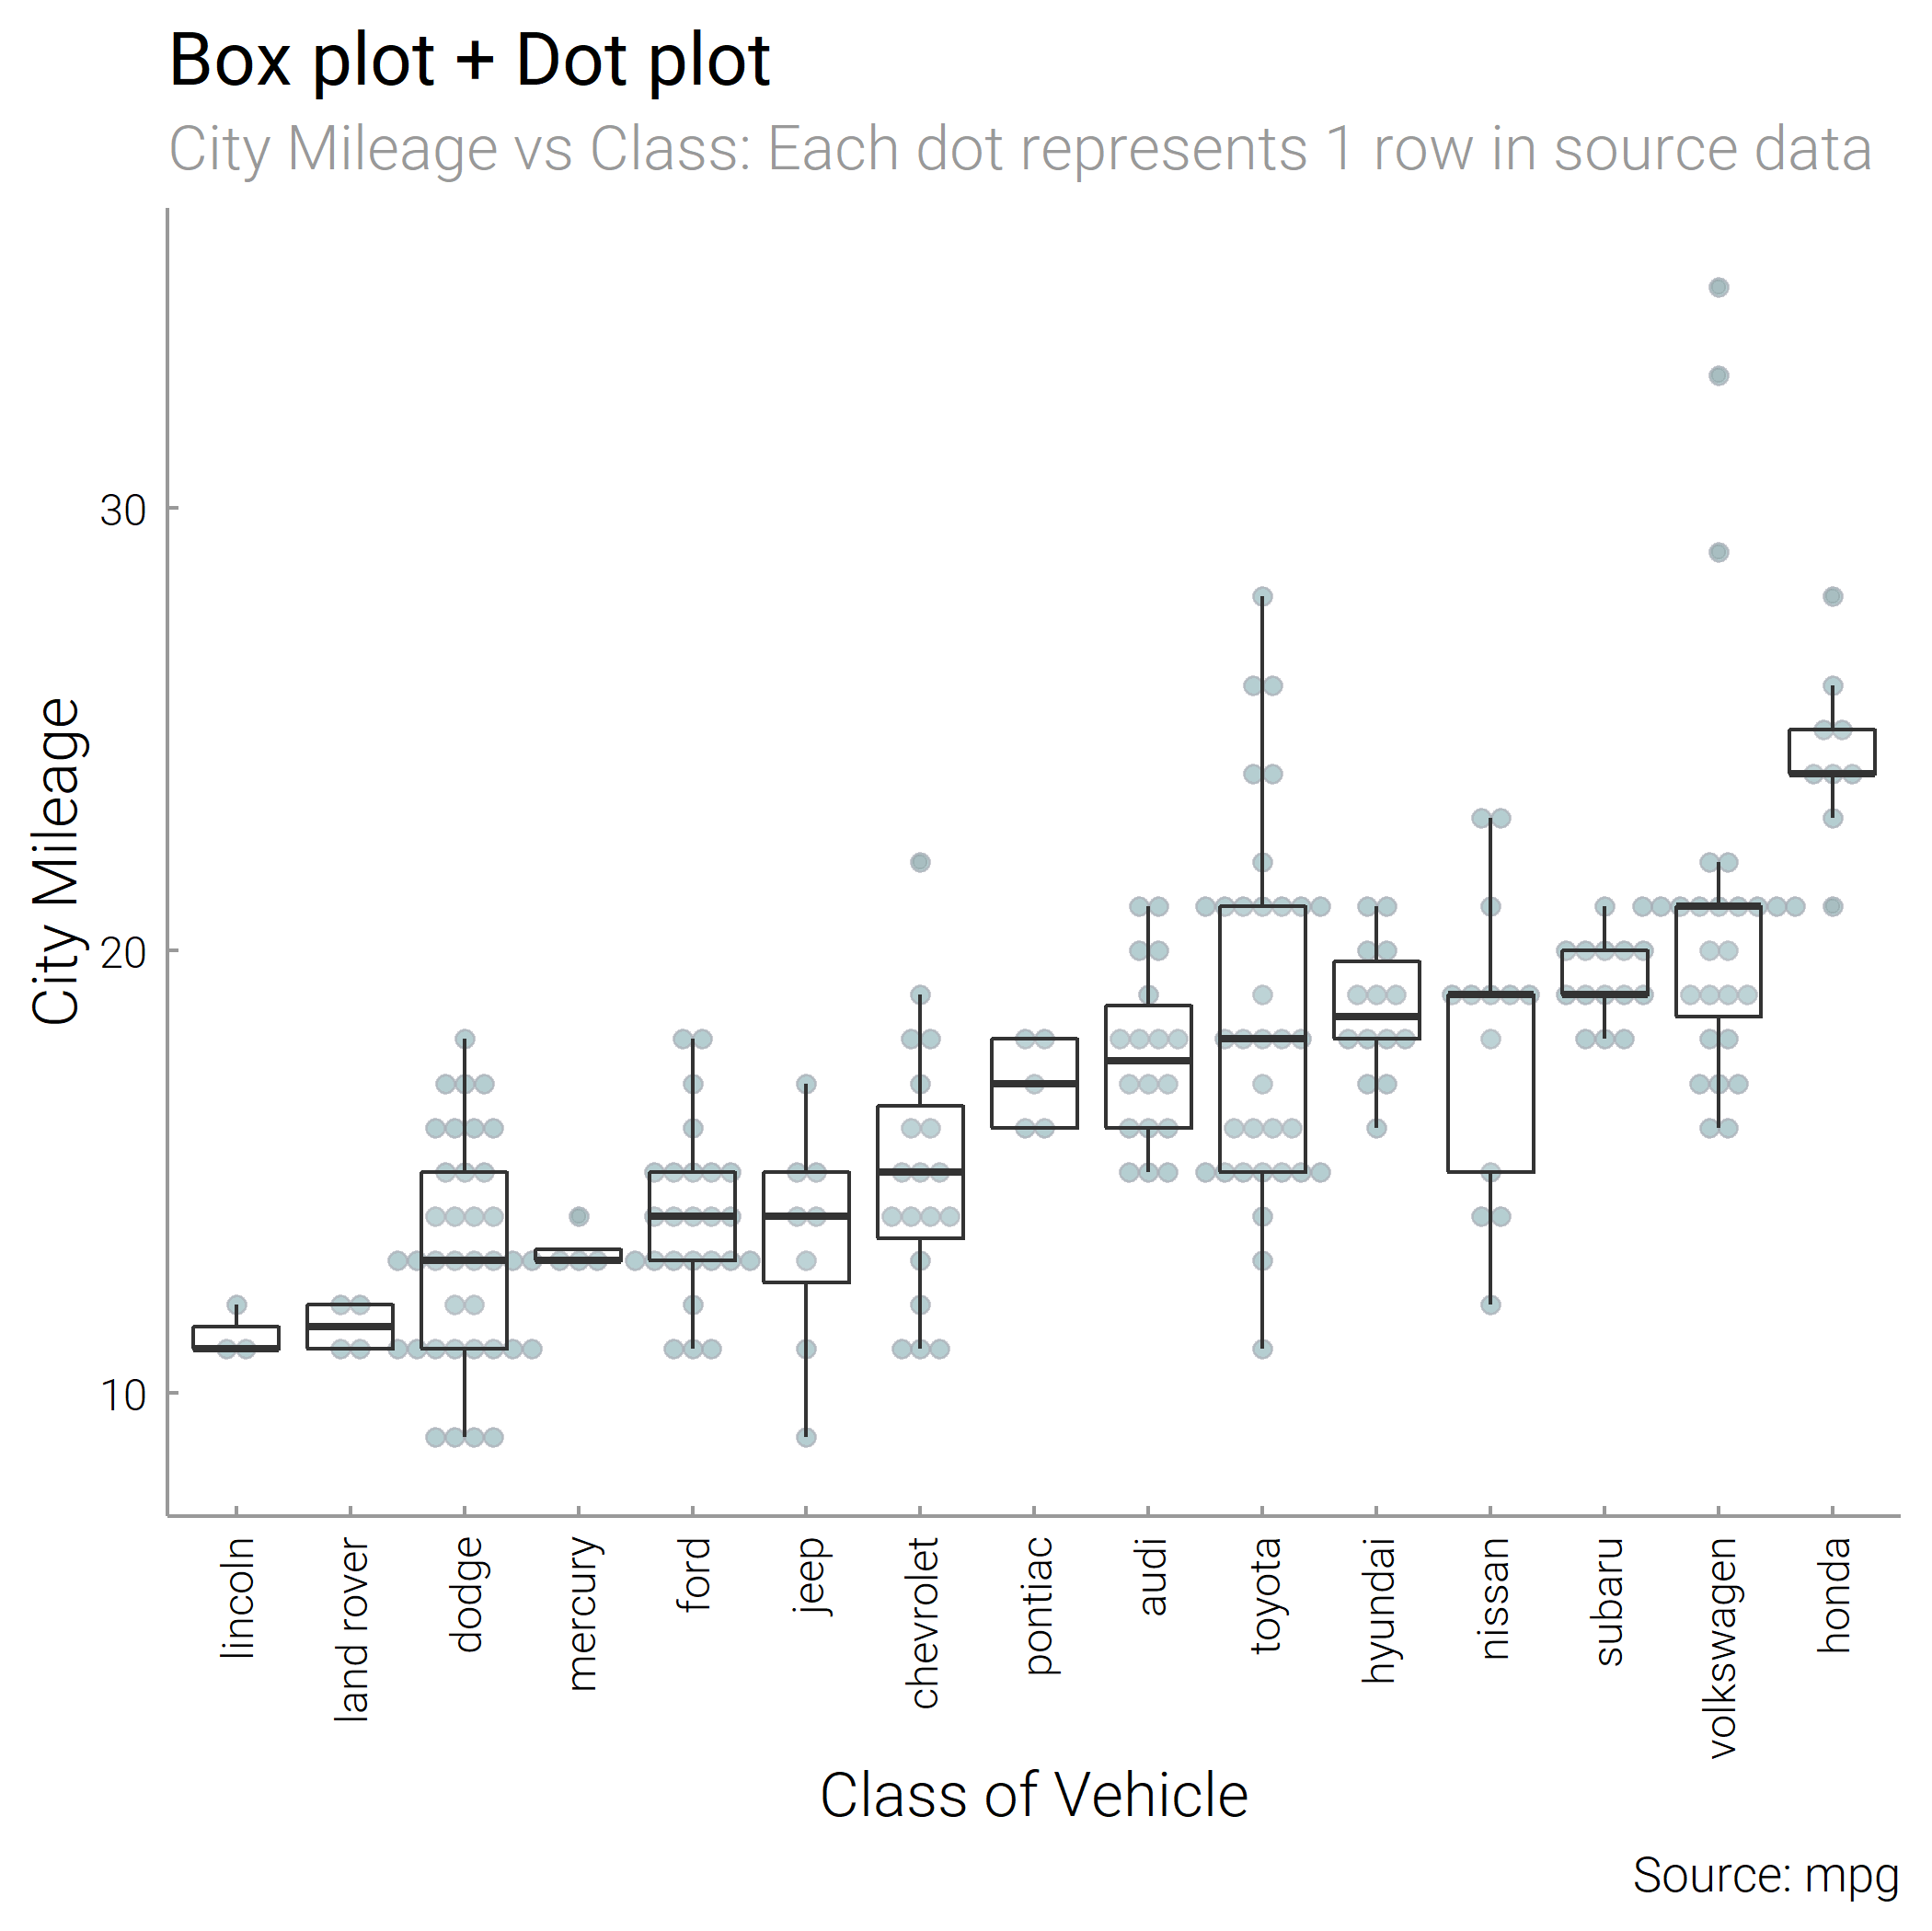 Box plot + Dot plot
City Mileage vs Class: Each dot represents 1 row in source data
City Mileage
30
20
10
lincoln
land rover
dodge
mercury
ford
jeep
chevrolet
pontiac
audi
toyota
hyundai
nissan
subaru
volkswagen
honda
Class of Vehicle
Source: mpg